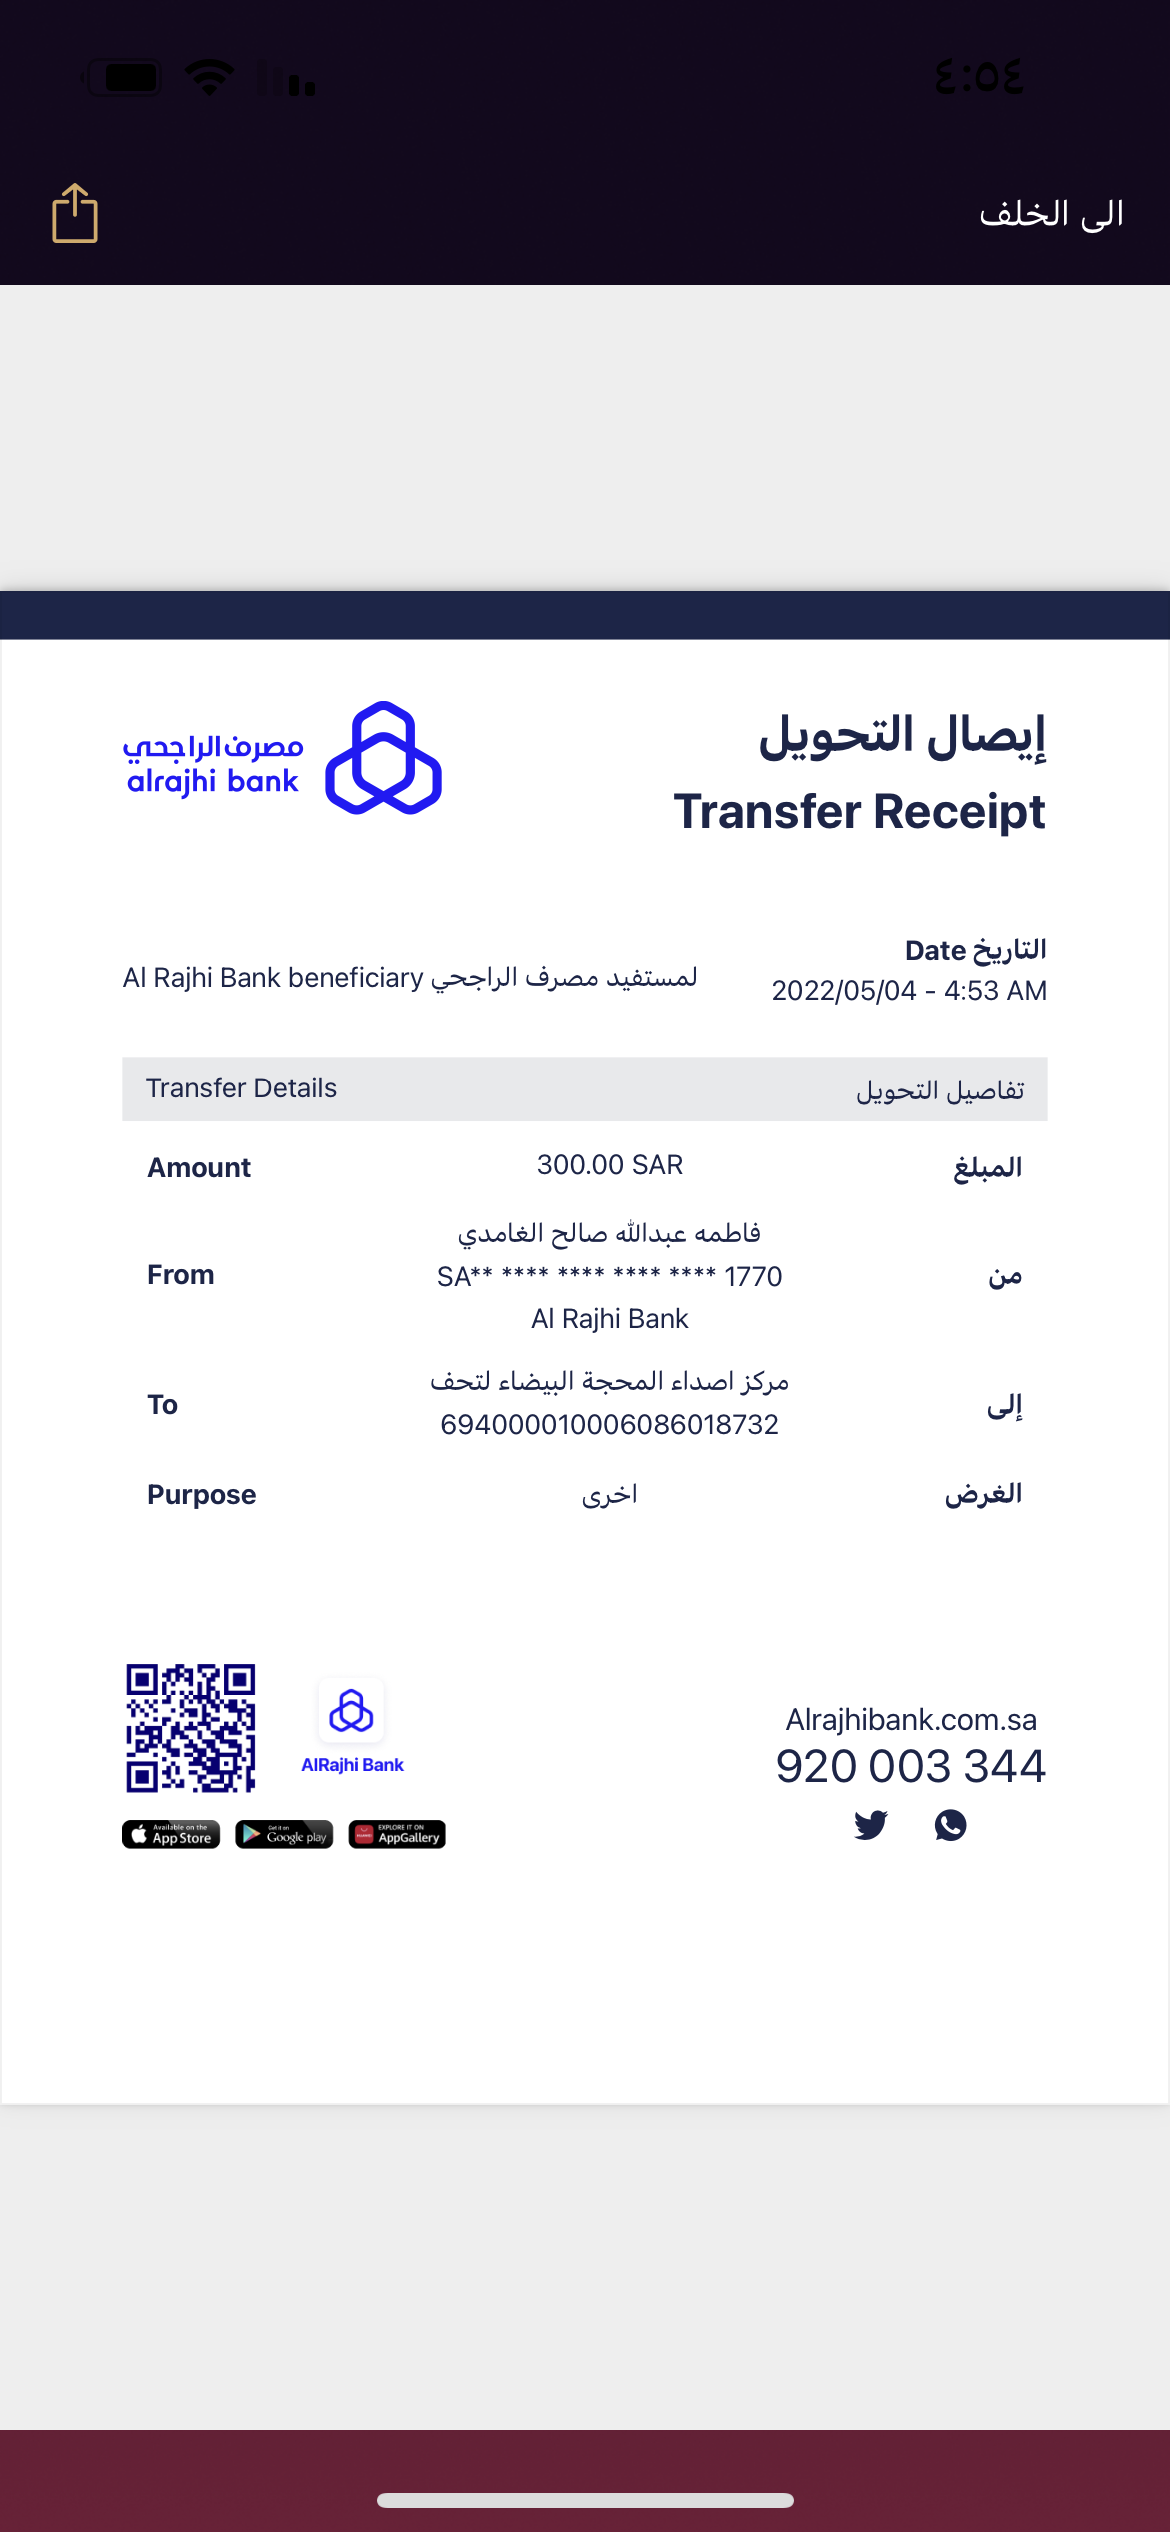 ٤:٥٤
الى الخلف
مصرف الراجحي
alrajhi bank
إيصال التحويل
Transfer Receipt
التاريخ Date
2022/05/04 - 4:53 AM
لمستفيد مصرف الراجحي Al Rajhi Bank beneficiary
Transfer Details تفاصيل التحويل
Amount 300.00 SAR المبلغ
فاطمه عبدالله صالح الغامدي
From SA** **** **** **** **** 1770 من
Al Rajhi Bank
مركز اصداء المحجة البيضاء لتحف
To إلى
694000010006086018732
Purpose اخرى الغرض
AlRajhi Bank
Available on the App Store
Get it on Google play
EXPLORE IT ON AppGallery
Alrajhibank.com.sa
920 003 344